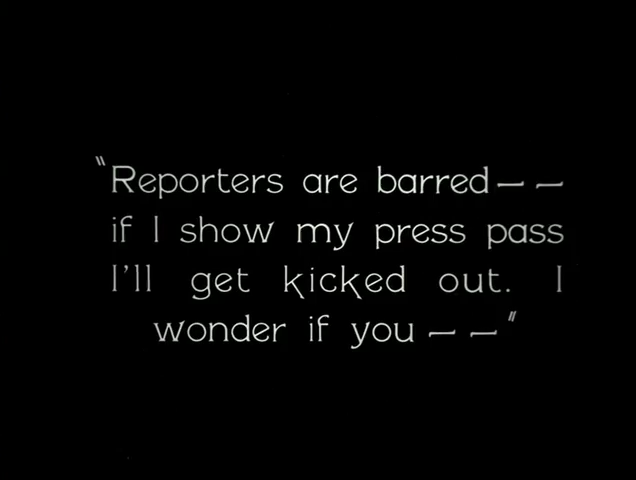 "Reporters are barred — —
if I show my press pass
I'll get kicked out. I
wonder if you — —"